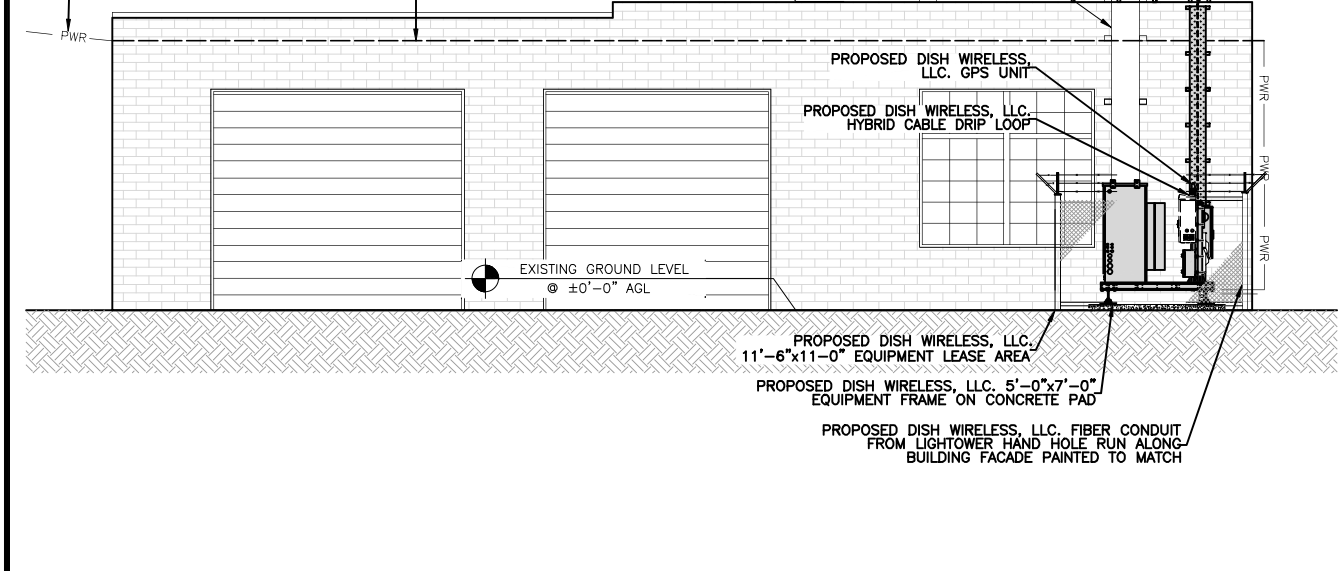 PWR
PROPOSED DISH WIRELESS,
LLC. GPS UNIT
PWR
PROPOSED DISH WIRELESS, LLC.
HYBRID CABLE DRIP LOOP
PWR
PWR
EXISTING GROUND LEVEL
@ ±0'-0" AGL
PROPOSED DISH WIRELESS, LLC.
11'-6"x11-0" EQUIPMENT LEASE AREA
PROPOSED DISH WIRELESS, LLC. 5'-0"x7'-0"
EQUIPMENT FRAME ON CONCRETE PAD
PROPOSED DISH WIRELESS, LLC. FIBER CONDUIT
FROM LIGHTOWER HAND HOLE RUN ALONG
BUILDING FACADE PAINTED TO MATCH